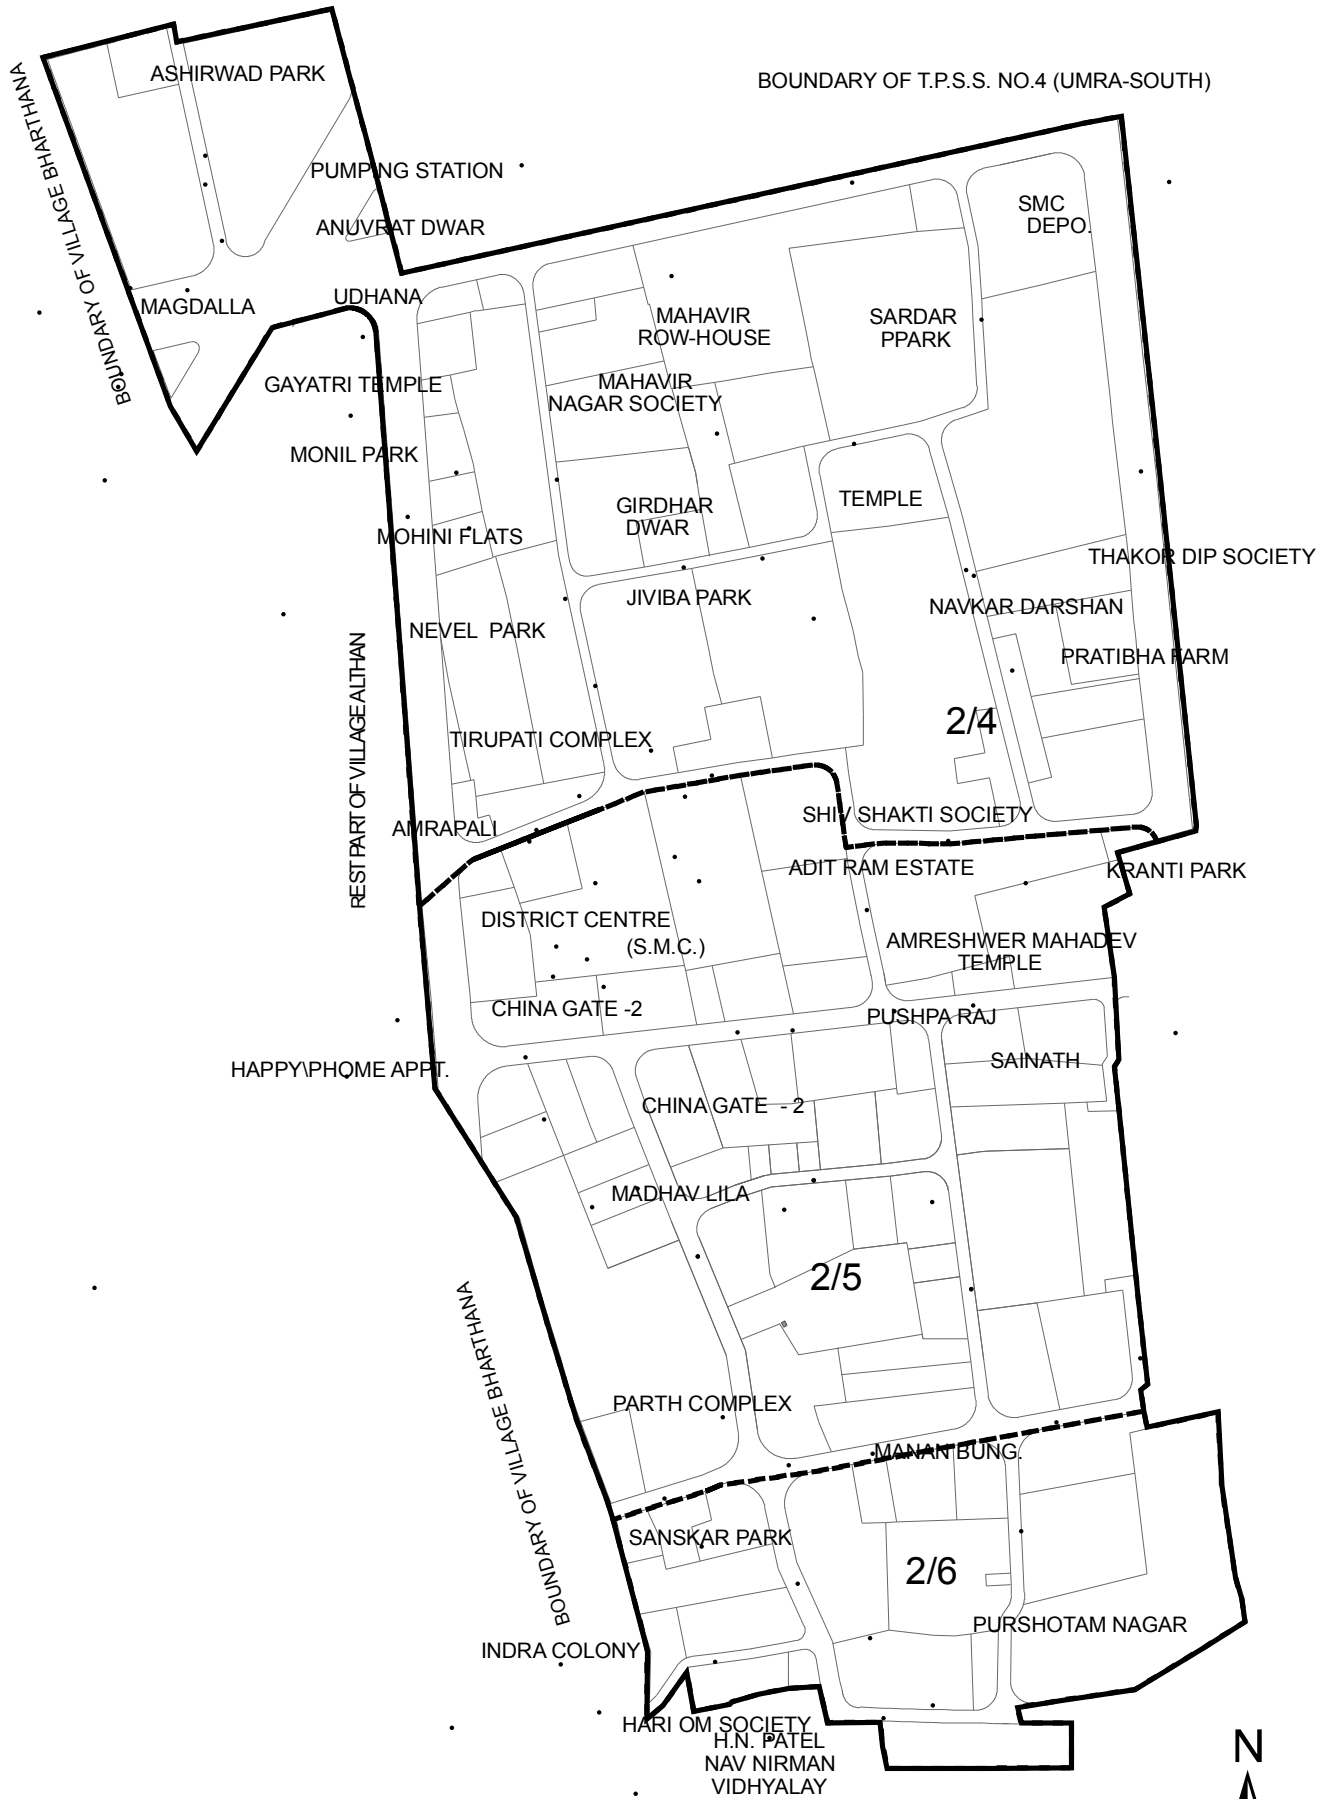 ASHIRWAD PARK
BOUNDARY OF T.P.S.S. NO.4 (UMRA-SOUTH)
BOUNDARY OF VILLAGE BHARTHANA
PUMPING STATION
ANUVRAT DWAR
SMC
DEPO.
MAGDALLA
UDHANA
MAHAVIR
ROW-HOUSE
SARDAR
PPARK
GAYATRI TEMPLE
MAHAVIR
NAGAR SOCIETY
MONIL PARK
GIRDHAR
DWAR
TEMPLE
MOHINI FLATS
THAKOR DIP SOCIETY
JIVIBA PARK
NAVKAR DARSHAN
NEVEL PARK
PRATIBHA FARM
REST PART OF VILLAGE ALTHAN
2/4
TIRUPATI COMPLEX
SHIV SHAKTI SOCIETY
AMRAPALI
ADIT RAM ESTATE
KRANTI PARK
DISTRICT CENTRE
(S.M.C.)
AMRESHWER MAHADEV
TEMPLE
CHINA GATE -2
PUSHPA RAJ
SAINATH
HAPPY\PHOME APPT.
CHINA GATE - 2
MADHAV LILA
2/5
BOUNDARY OF VILLAGE BHARTHANA
PARTH COMPLEX
MANAN BUNG.
SANSKAR PARK
2/6
PURSHOTAM NAGAR
INDRA COLONY
HARI OM SOCIETY
H.N. PATEL
NAV NIRMAN
VIDHYALAY
N